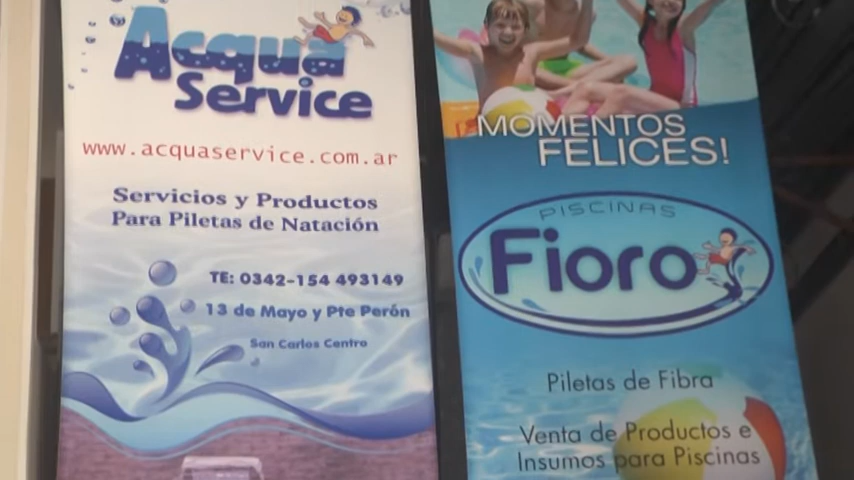 Acqua
Service
www.acquaservice.com.ar
Servicios y Productos
Para Piletas de Natación
TE: 0342-154 493149
13 de Mayo y Pte Perón
San Carlos Centro
MOMENTOS
FELICES!
PISCINAS
Fioro
Piletas de Fibra
Venta de Productos e
Insumos para Piscinas